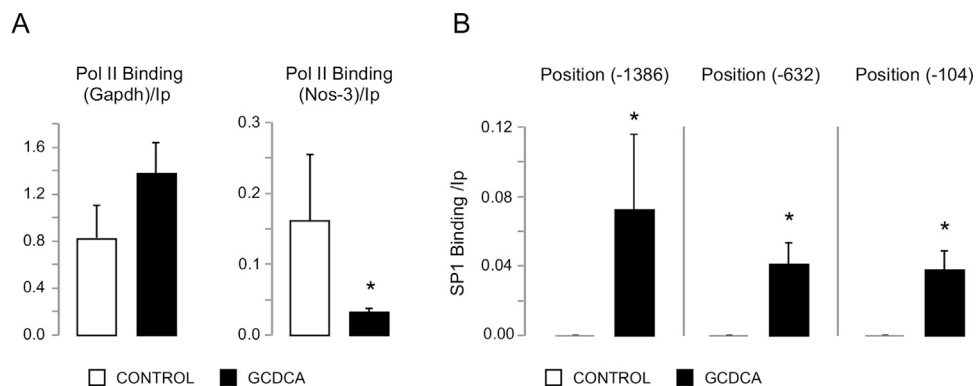 A
B
Pol II Binding
(Gapdh)/Ip
Pol II Binding
(Nos-3)/Ip
Position (-1386)
Position (-632)
Position (-104)
1.6
1.2
0.8
0.4
0.0
0.3
0.2
0.1
0.0
*
SP1 Binding /Ip
0.12
0.08
0.04
0.00
*
*
*
CONTROL
GCDCA
CONTROL
GCDCA